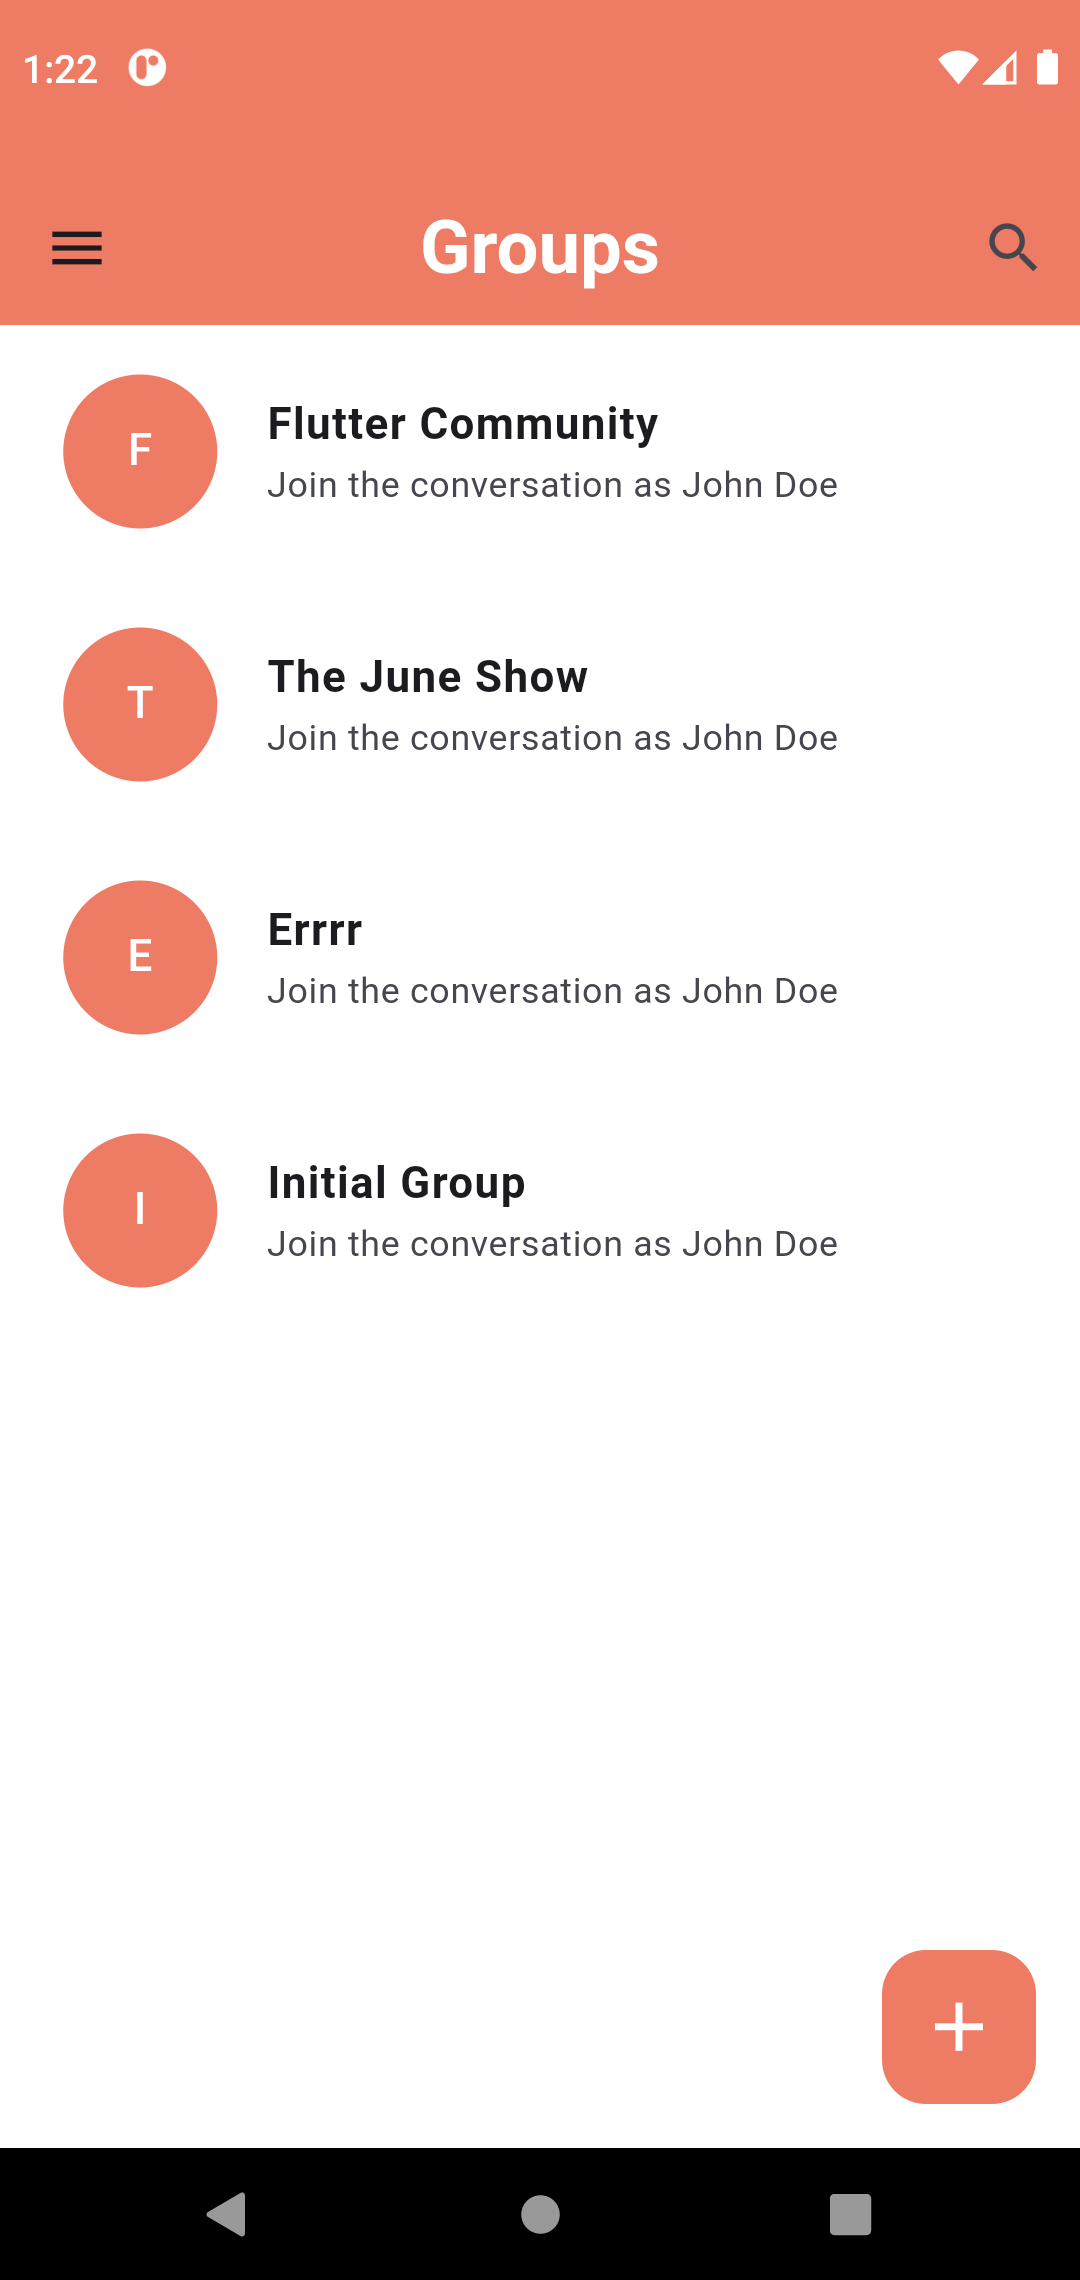 1:22
Groups
F
Flutter Community
Join the conversation as John Doe
T
The June Show
Join the conversation as John Doe
E
Errrr
Join the conversation as John Doe
I
Initial Group
Join the conversation as John Doe